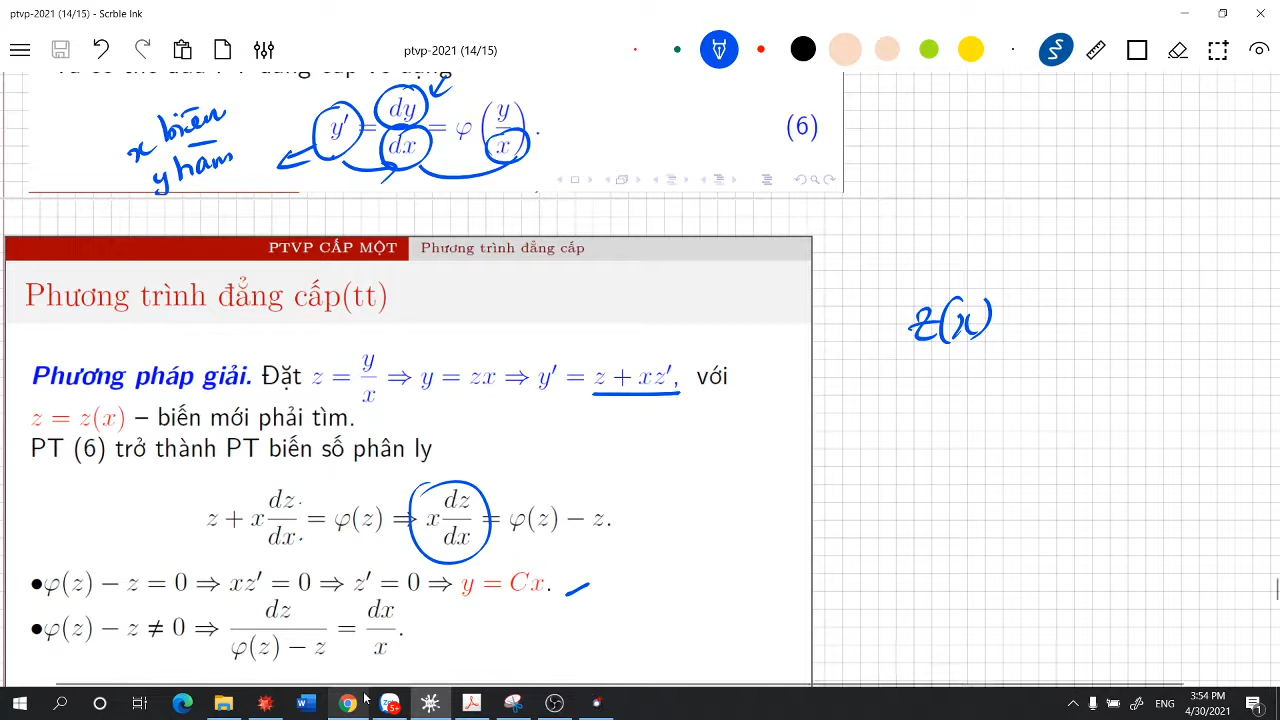 ptvp-2021 (14/15) - Scrble Ink
ptvp-2021 (14/15)
x biến
y hàm
y' = dy/dx = φ(y/x). (6)
PTVP CẤP MỘT Phương trình đẳng cấp
Phương trình đẳng cấp(tt)
z(x)
Phương pháp giải. Đặt z = y/x ⇒ y = zx ⇒ y' = z + xz', với
z = z(x) – biến mới phải tìm.
PT (6) trở thành PT biến số phân ly
z + x dz/dx = φ(z) ⇒ x dz/dx = φ(z) − z.
•φ(z) − z = 0 ⇒ xz' = 0 ⇒ z' = 0 ⇒ y = Cx.
•φ(z) − z ≠ 0 ⇒ dz/(φ(z) − z) = dx/x.
5+
ENG
3:54 PM
4/30/2021
1